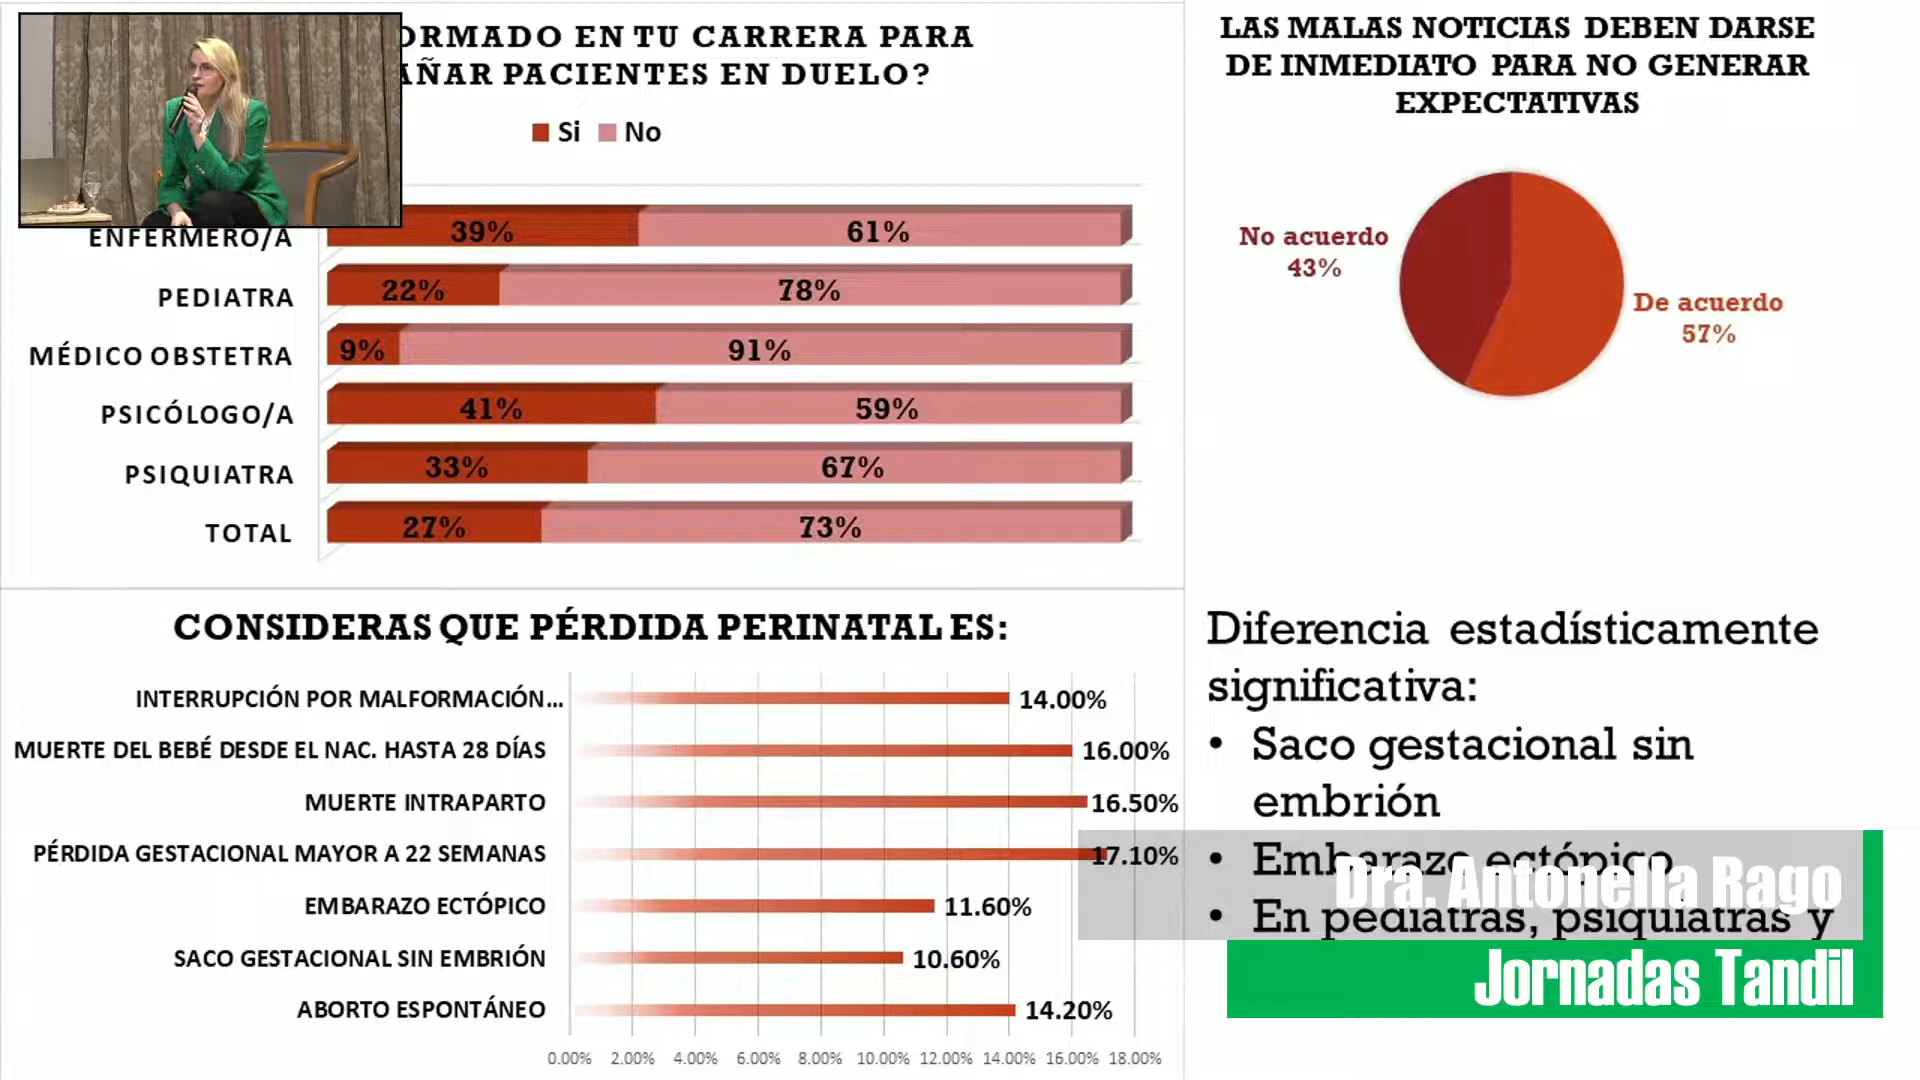 ORMADO EN TU CARRERA PARA
AÑAR PACIENTES EN DUELO?
Si No
ENFERMERO/A 39% 61%
PEDIATRA 22% 78%
MÉDICO OBSTETRA 9% 91%
PSICÓLOGO/A 41% 59%
PSIQUIATRA 33% 67%
TOTAL 27% 73%
LAS MALAS NOTICIAS DEBEN DARSE
DE INMEDIATO PARA NO GENERAR
EXPECTATIVAS
No acuerdo
43%
De acuerdo
57%
CONSIDERAS QUE PÉRDIDA PERINATAL ES:
INTERRUPCIÓN POR MALFORMACIÓN... 14.00%
MUERTE DEL BEBÉ DESDE EL NAC. HASTA 28 DÍAS 16.00%
MUERTE INTRAPARTO 16.50%
PÉRDIDA GESTACIONAL MAYOR A 22 SEMANAS 17.10%
EMBARAZO ECTÓPICO 11.60%
SACO GESTACIONAL SIN EMBRIÓN 10.60%
ABORTO ESPONTÁNEO 14.20%
0.00% 2.00% 4.00% 6.00% 8.00% 10.00% 12.00% 14.00% 16.00% 18.00%
Diferencia estadísticamente
significativa:
• Saco gestacional sin
embrión
• Embarazo ectópico
• En pediatras, psiquiatras y
Dra. Antonella Rago
Jornadas Tandil